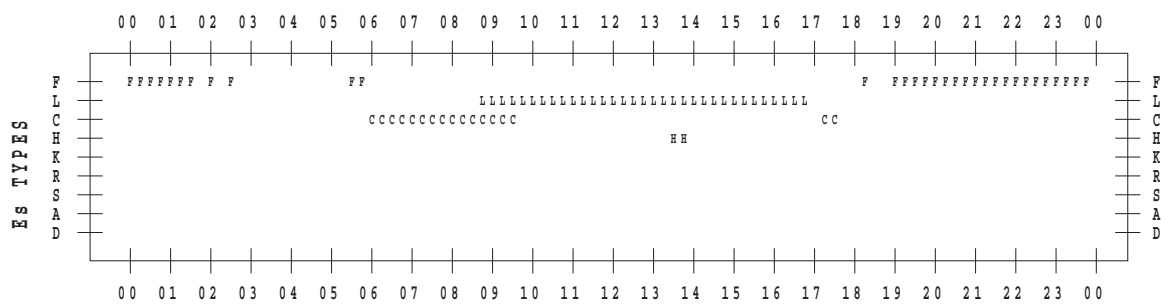 00 01 02 03 04 05 06 07 08 09 10 11 12 13 14 15 16 17 18 19 20 21 22 23 00
F FFFFFFF F F FF F FFFFFFFFFFFFFFFFFFFF F
L LLLLLLLLLLLLLLLLLLLLLLLLLLLLLLLLL L
C CCCCCCCCCCCCCCC CC C
H HH H
K K
R R
S S
A A
D D
Es TYPES
00 01 02 03 04 05 06 07 08 09 10 11 12 13 14 15 16 17 18 19 20 21 22 23 00